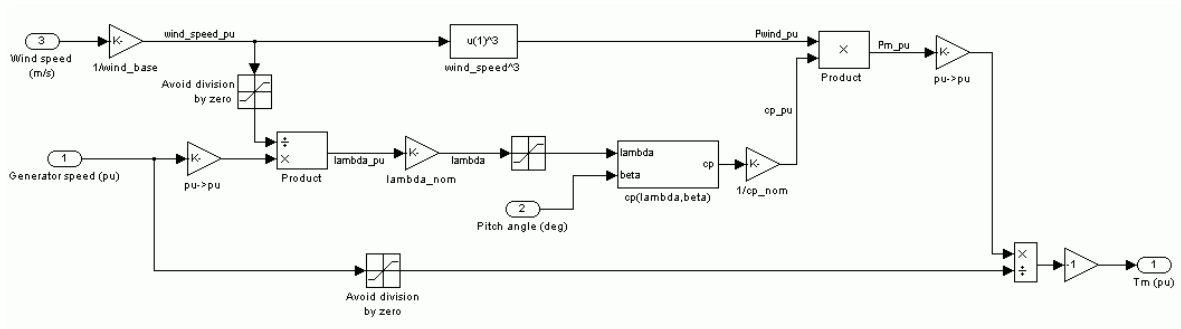 3
Wind speed
(m/s)
K-
1/wind_base
wind_speed_pu
u(1)^3
wind_speed^3
Pwind_pu
×
Product
Pm_pu
K-
pu->pu
Avoid division
by zero
cp_pu
1
Generator speed (pu)
K-
pu->pu
÷
×
Product
lambda_pu
K-
lambda_nom
lambda
lambda
beta
cp
cp(lambda,beta)
K-
1/cp_nom
2
Pitch angle (deg)
Avoid division
by zero
×
÷
-1
1
Tm (pu)